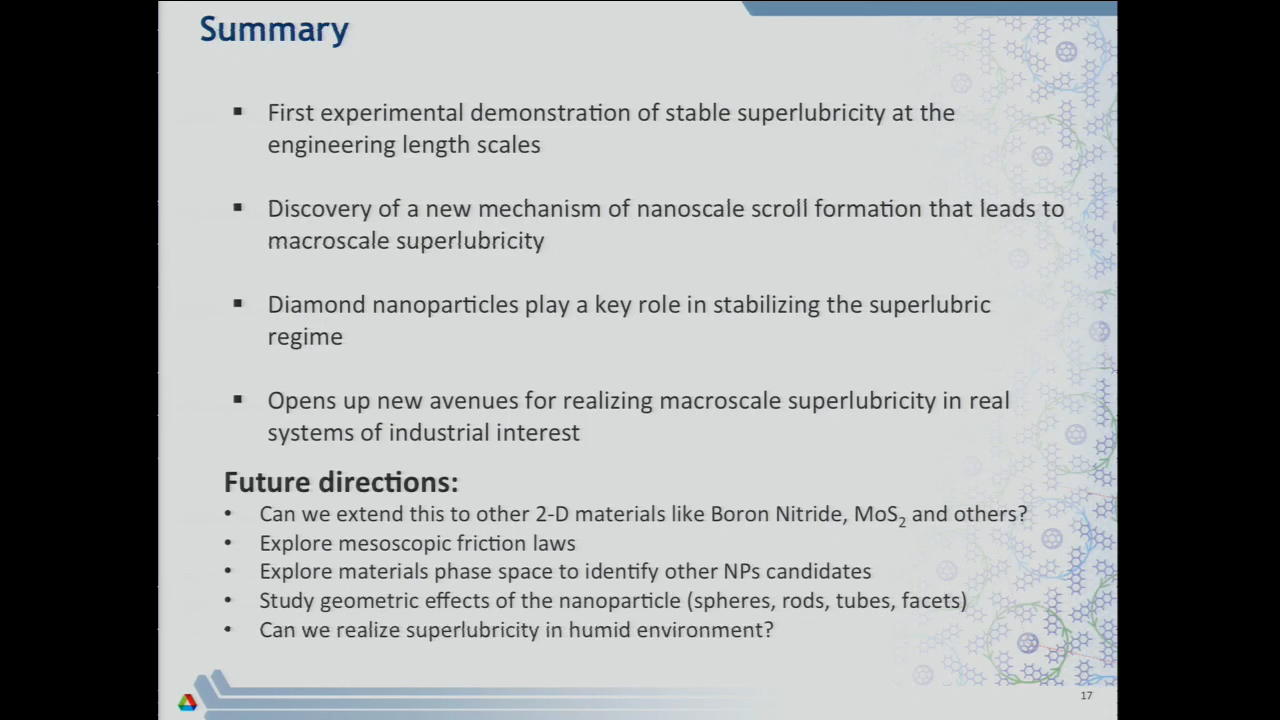 Summary
▪ First experimental demonstration of stable superlubricity at the
engineering length scales
▪ Discovery of a new mechanism of nanoscale scroll formation that leads to
macroscale superlubricity
▪ Diamond nanoparticles play a key role in stabilizing the superlubric
regime
▪ Opens up new avenues for realizing macroscale superlubricity in real
systems of industrial interest
Future directions:
• Can we extend this to other 2-D materials like Boron Nitride, MoS₂ and others?
• Explore mesoscopic friction laws
• Explore materials phase space to identify other NPs candidates
• Study geometric effects of the nanoparticle (spheres, rods, tubes, facets)
• Can we realize superlubricity in humid environment?
17